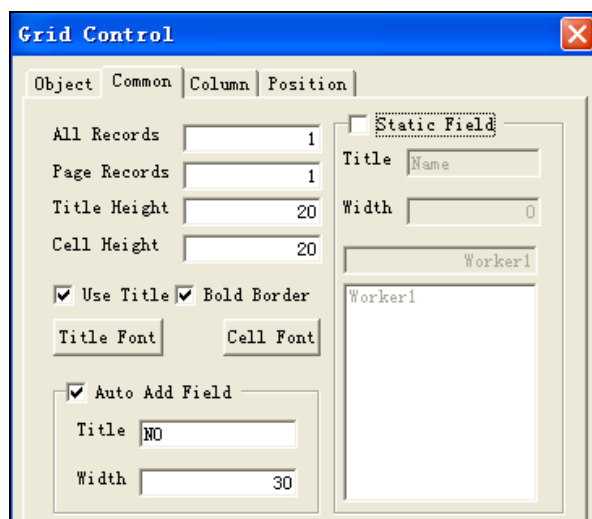 Grid Control
Object Common Column Position
All Records 1
Page Records 1
Title Height 20
Cell Height 20
Use Title Bold Border
Title Font Cell Font
Auto Add Field
Title NO
Width 30
Static Field
Title Name
Width 0
Worker1
Worker1